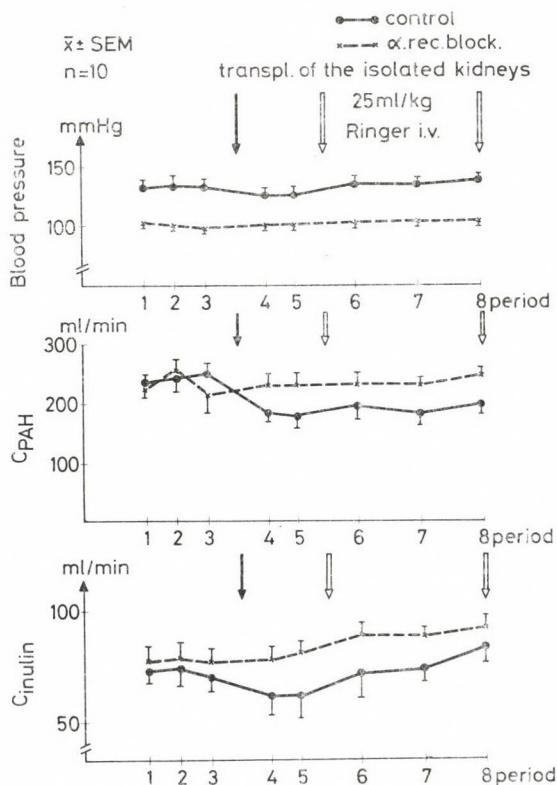 control
x̄ ± SEM
α.rec.block.
n=10
transpl. of the isolated kidneys
mmHg
25ml/kg
Ringer i.v.
Blood pressure
150
100
1 2 3 4 5 6 7 8 period
ml/min
300
200
100
CPAH
1 2 3 4 5 6 7 8 period
ml/min
100
50
Cinulin
1 2 3 4 5 6 7 8 period